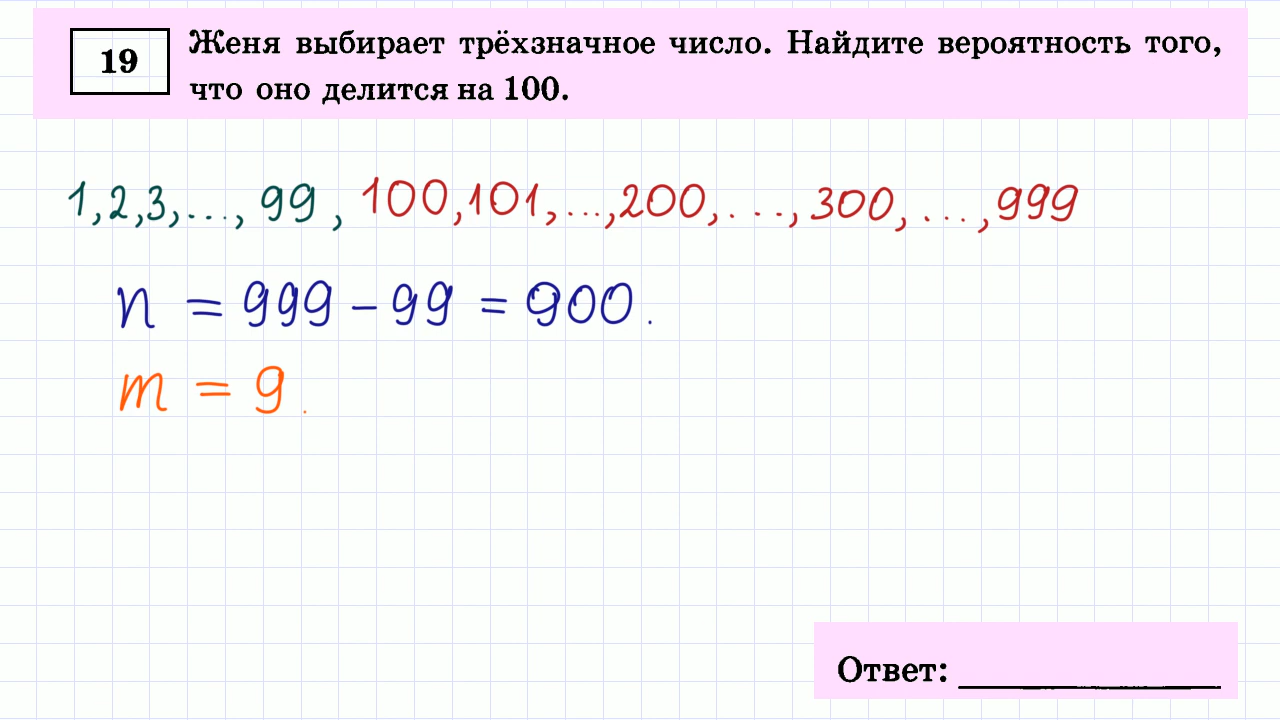 19
Женя выбирает трёхзначное число. Найдите вероятность того,
что оно делится на 100.
1,2,3,..., 99, 100,101,...,200,...,300,...,999
n = 999 – 99 = 900.
m = 9.
Ответ: